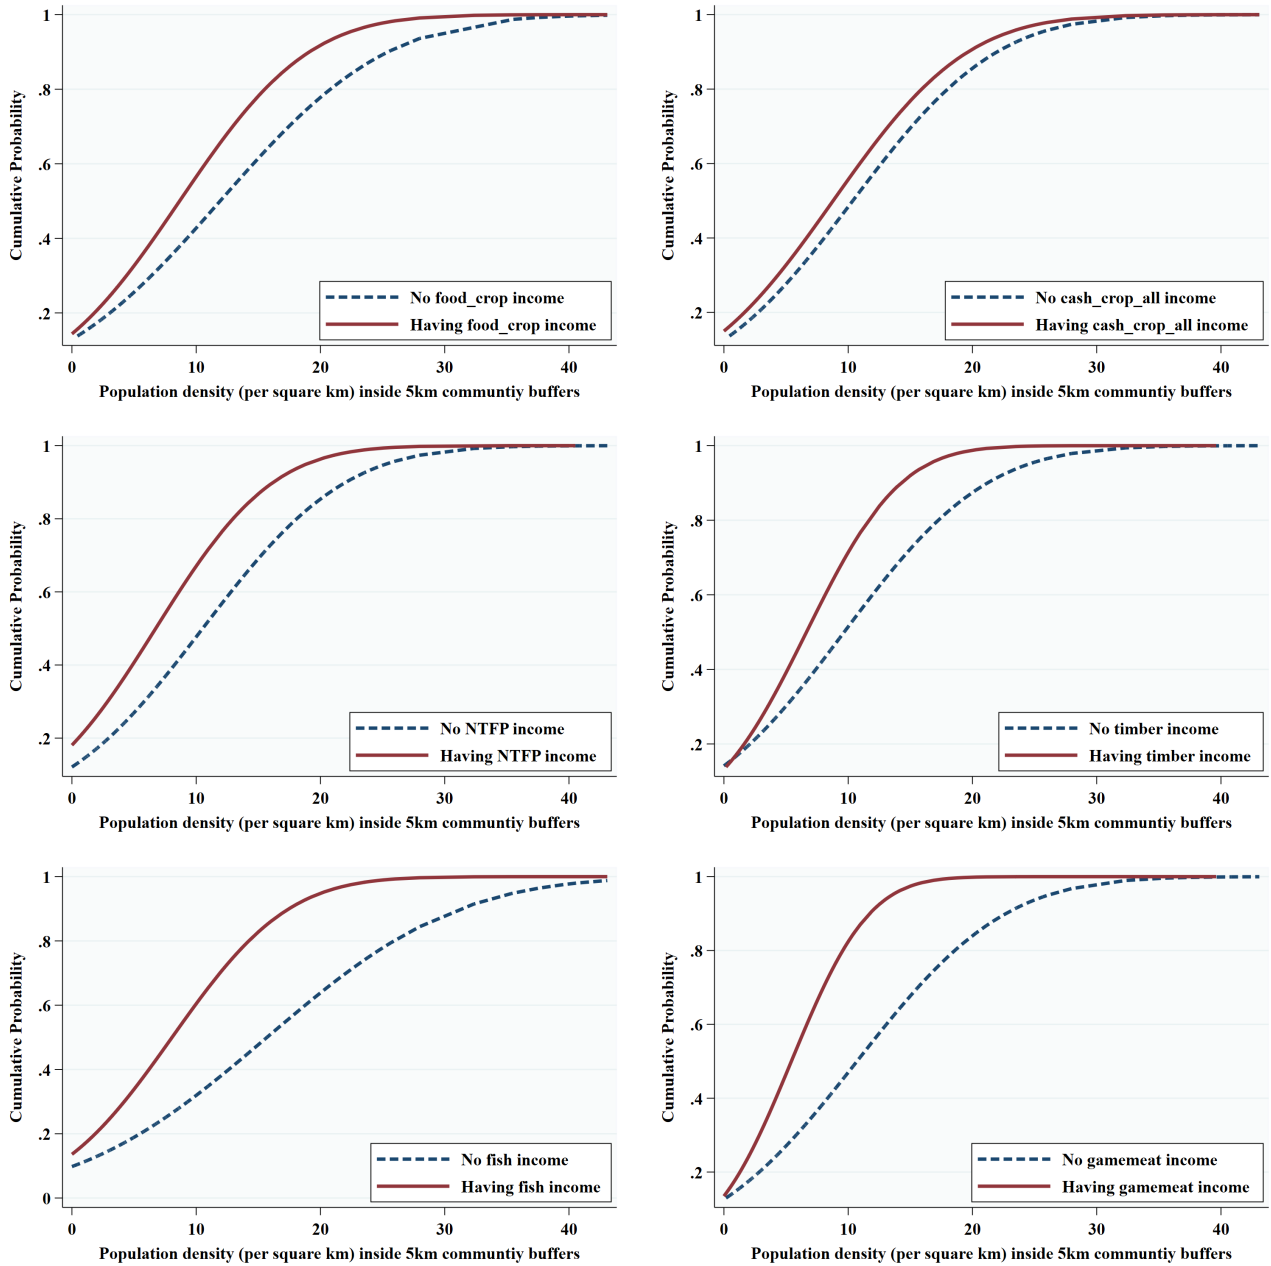 Cumulative Probability
1
.8
.6
.4
.2
0 10 20 30 40
No food_crop income
Having food_crop income
Population density (per square km) inside 5km communtiy buffers
Cumulative Probability
1
.8
.6
.4
.2
0 10 20 30 40
No cash_crop_all income
Having cash_crop_all income
Population density (per square km) inside 5km communtiy buffers
Cumulative Probability
1
.8
.6
.4
.2
0 10 20 30 40
No NTFP income
Having NTFP income
Population density (per square km) inside 5km communtiy buffers
Cumulative Probability
1
.8
.6
.4
.2
0 10 20 30 40
No timber income
Having timber income
Population density (per square km) inside 5km communtiy buffers
Cumulative Probability
1
.8
.6
.4
.2
0
0 10 20 30 40
No fish income
Having fish income
Population density (per square km) inside 5km communtiy buffers
Cumulative Probability
1
.8
.6
.4
.2
0 10 20 30 40
No gamemeat income
Having gamemeat income
Population density (per square km) inside 5km communtiy buffers